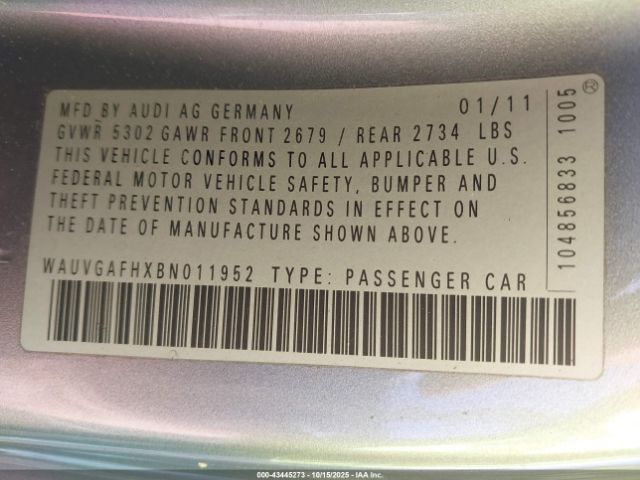 MFD BY AUDI AG GERMANY 01/11
GVWR 5302 GAWR FRONT 2679 / REAR 2734 LBS
THIS VEHICLE CONFORMS TO ALL APPLICABLE U.S.
FEDERAL MOTOR VEHICLE SAFETY, BUMPER AND
THEFT PREVENTION STANDARDS IN EFFECT ON
THE DATE OF MANUFACTURE SHOWN ABOVE.
WAUVGAFHXBN011952 TYPE: PASSENGER CAR
104856833 1005®
000-43445273 - 10/15/2025 - IAA Inc.